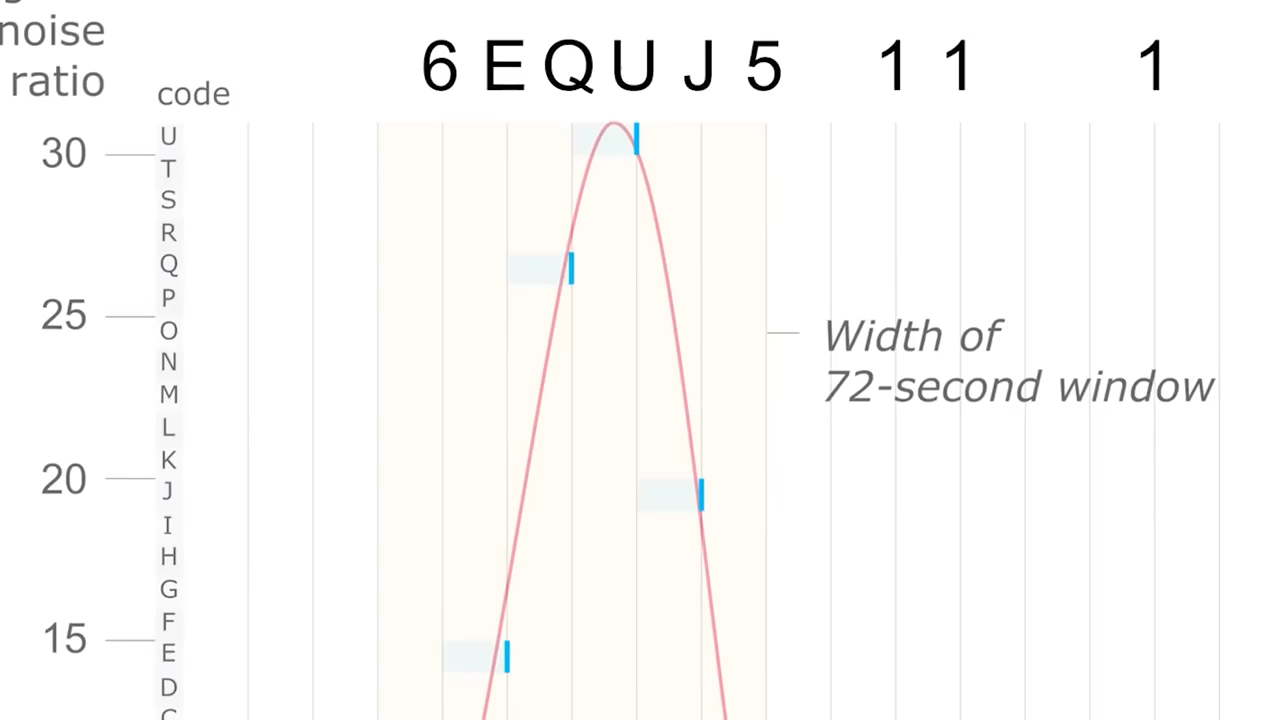 noise
ratio
code
6 E Q U J 5 1 1 1
30
25
20
15
U
T
S
R
Q
P
O
N
M
L
K
J
I
H
G
F
E
D
C
Width of
72-second window